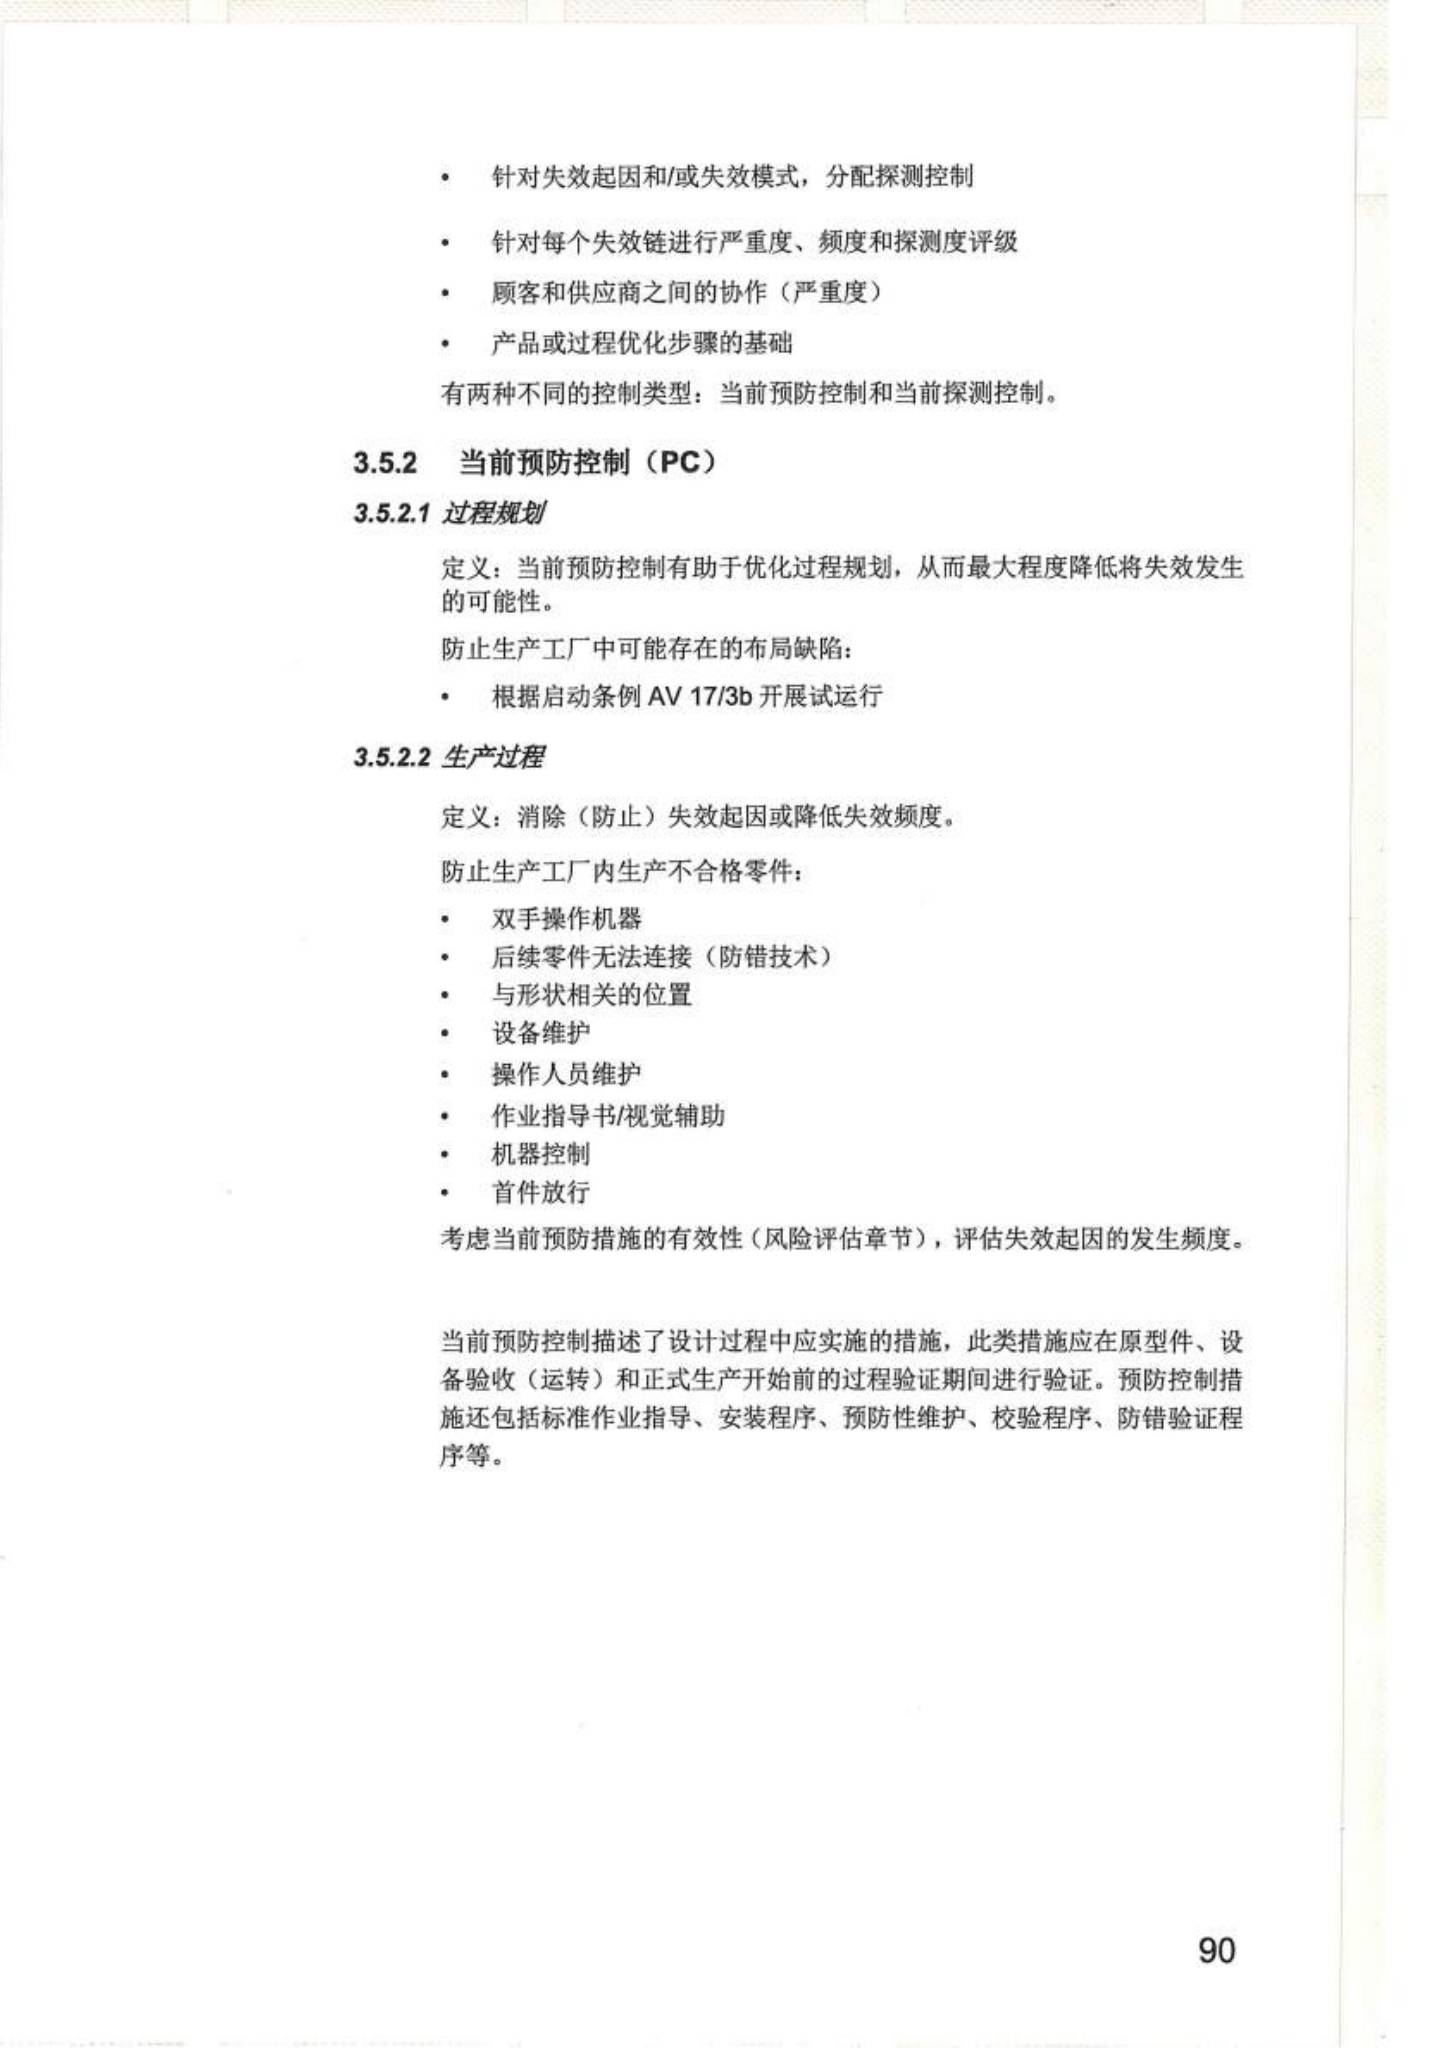 • 针对失效起因和/或失效模式，分配探测控制
• 针对每个失效链进行严重度、频度和探测度评级
• 顾客和供应商之间的协作（严重度）
• 产品或过程优化步骤的基础
有两种不同的控制类型：当前预防控制和当前探测控制。
3.5.2 当前预防控制（PC）
3.5.2.1 过程规划
定义：当前预防控制有助于优化过程规划，从而最大程度降低将失效发生
的可能性。
防止生产工厂中可能存在的布局缺陷：
• 根据启动条例 AV 17/3b 开展试运行
3.5.2.2 生产过程
定义：消除（防止）失效起因或降低失效频度。
防止生产工厂内生产不合格零件：
• 双手操作机器
• 后续零件无法连接（防错技术）
• 与形状相关的位置
• 设备维护
• 操作人员维护
• 作业指导书/视觉辅助
• 机器控制
• 首件放行
考虑当前预防措施的有效性（风险评估章节），评估失效起因的发生频度。
当前预防控制描述了设计过程中应实施的措施，此类措施应在原型件、设
备验收（运转）和正式生产开始前的过程验证期间进行验证。预防控制措
施还包括标准作业指导、安装程序、预防性维护、校验程序、防错验证程
序等。
90